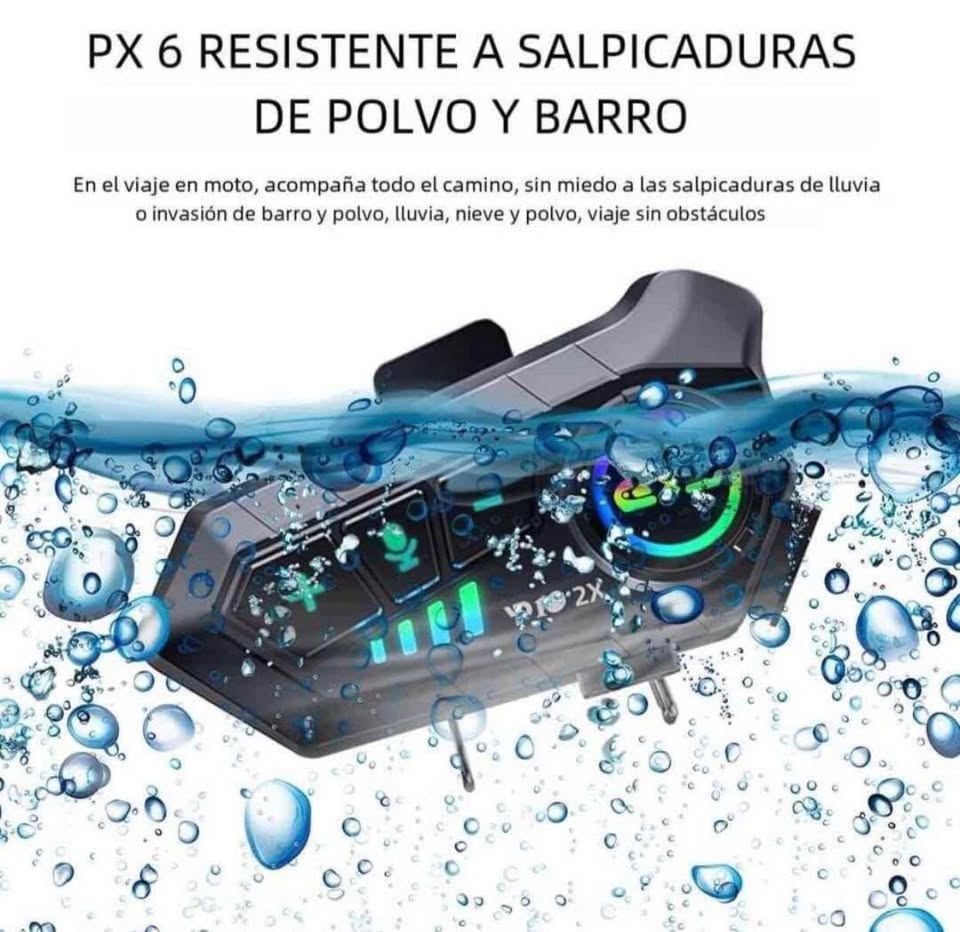 PX 6 RESISTENTE A SALPICADURAS
DE POLVO Y BARRO
En el viaje en moto, acompaña todo el camino, sin miedo a las salpicaduras de lluvia
o invasión de barro y polvo, lluvia, nieve y polvo, viaje sin obstáculos
2X